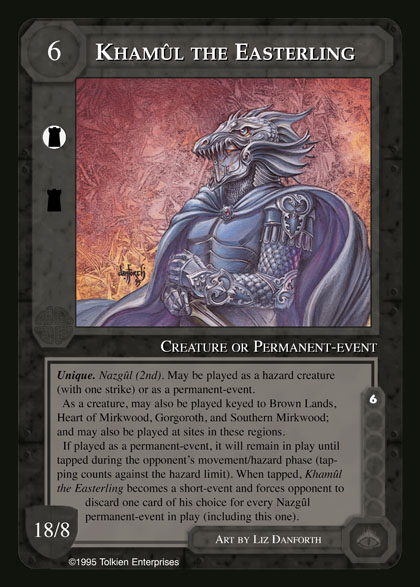 6
KHAMÛL THE EASTERLING
danforth
95
CREATURE OR PERMANENT-EVENT
Unique. Nazgûl (2nd). May be played as a hazard creature
(with one strike) or as a permanent-event.
As a creature, may also be played keyed to Brown Lands,
Heart of Mirkwood, Gorgoroth, and Southern Mirkwood;
and may also be played at sites in these regions.
If played as a permanent-event, it will remain in play until
tapped during the opponent's movement/hazard phase (tap-
ping counts against the hazard limit). When tapped, Khamûl
the Easterling becomes a short-event and forces opponent to
discard one card of his choice for every Nazgûl
permanent-event in play (including this one).
6
18/8
ART BY LIZ DANFORTH
©1995 Tolkien Enterprises